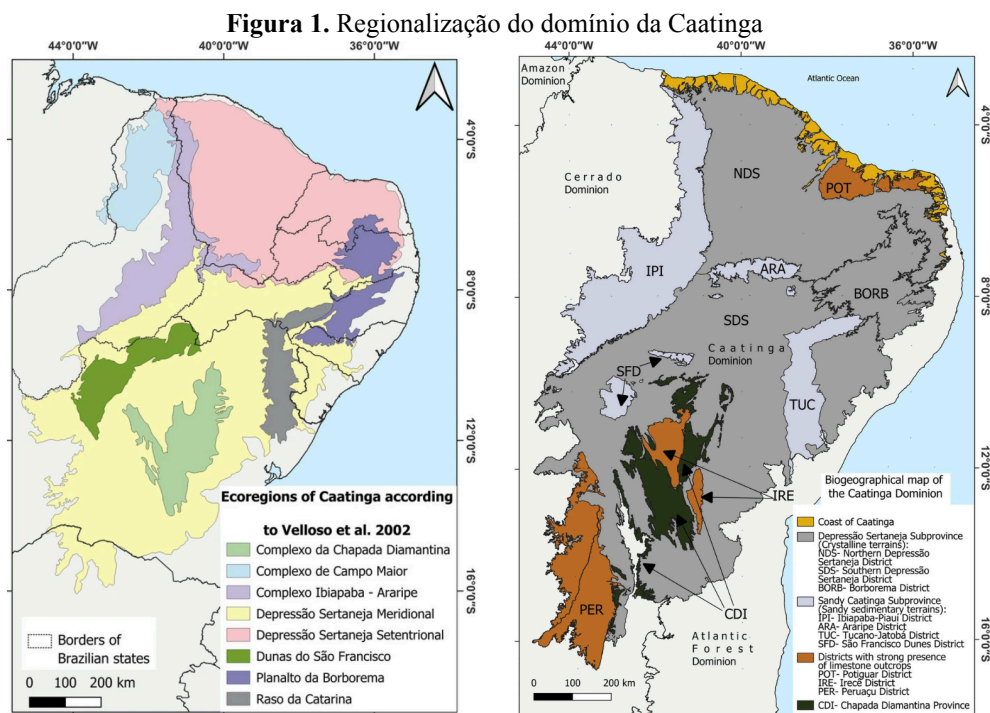 Figura 1. Regionalização do domínio da Caatinga
44°0'0"W
40°0'0"W
36°0'0"W
4°0'0"S
8°0'0"S
12°0'0"S
16°0'0"S
Ecoregions of Caatinga according
to Velloso et al. 2002
Complexo da Chapada Diamantina
Complexo de Campo Maior
Complexo Ibiapaba - Araripe
Depressão Sertaneja Meridional
Depressão Sertaneja Setentrional
Dunas do São Francisco
Planalto da Borborema
Raso da Catarina
Borders of
Brazilian states
0 100 200 km
44°0'0"W
40°0'0"W
36°0'0"W
Amazon
Dominion
Atlantic Ocean
4°0'0"S
Cerrado
Dominion
NDS
POT
IPI
ARA
8°0'0"S
BORB
SDS
Caatinga
Dominion
SFD
TUC
12°0'0"S
IRE
PER
CDI
Atlantic
Forest
Dominion
16°0'0"S
0 100 200 km
Biogeographical map of
the Caatinga Dominion
Coast of Caatinga
Depressão Sertaneja Subprovince
(Crystalline terrains):
NDS- Northern Depressão
Sertaneja District
SDS- Southern Depressão
Sertaneja District
BORB- Borborema District
Sandy Caatinga Subprovince
(Sandy sedimentary terrains):
IPI- Ibiapaba-Piauí District
ARA- Araripe District
TUC- Tucano-Jatobá District
SFD- São Francisco Dunes District
Districts with strong presence
of limestone outcrops
POT- Potiguar District
IRE- Irecê District
PER- Peruaçu District
CDI- Chapada Diamantina Province